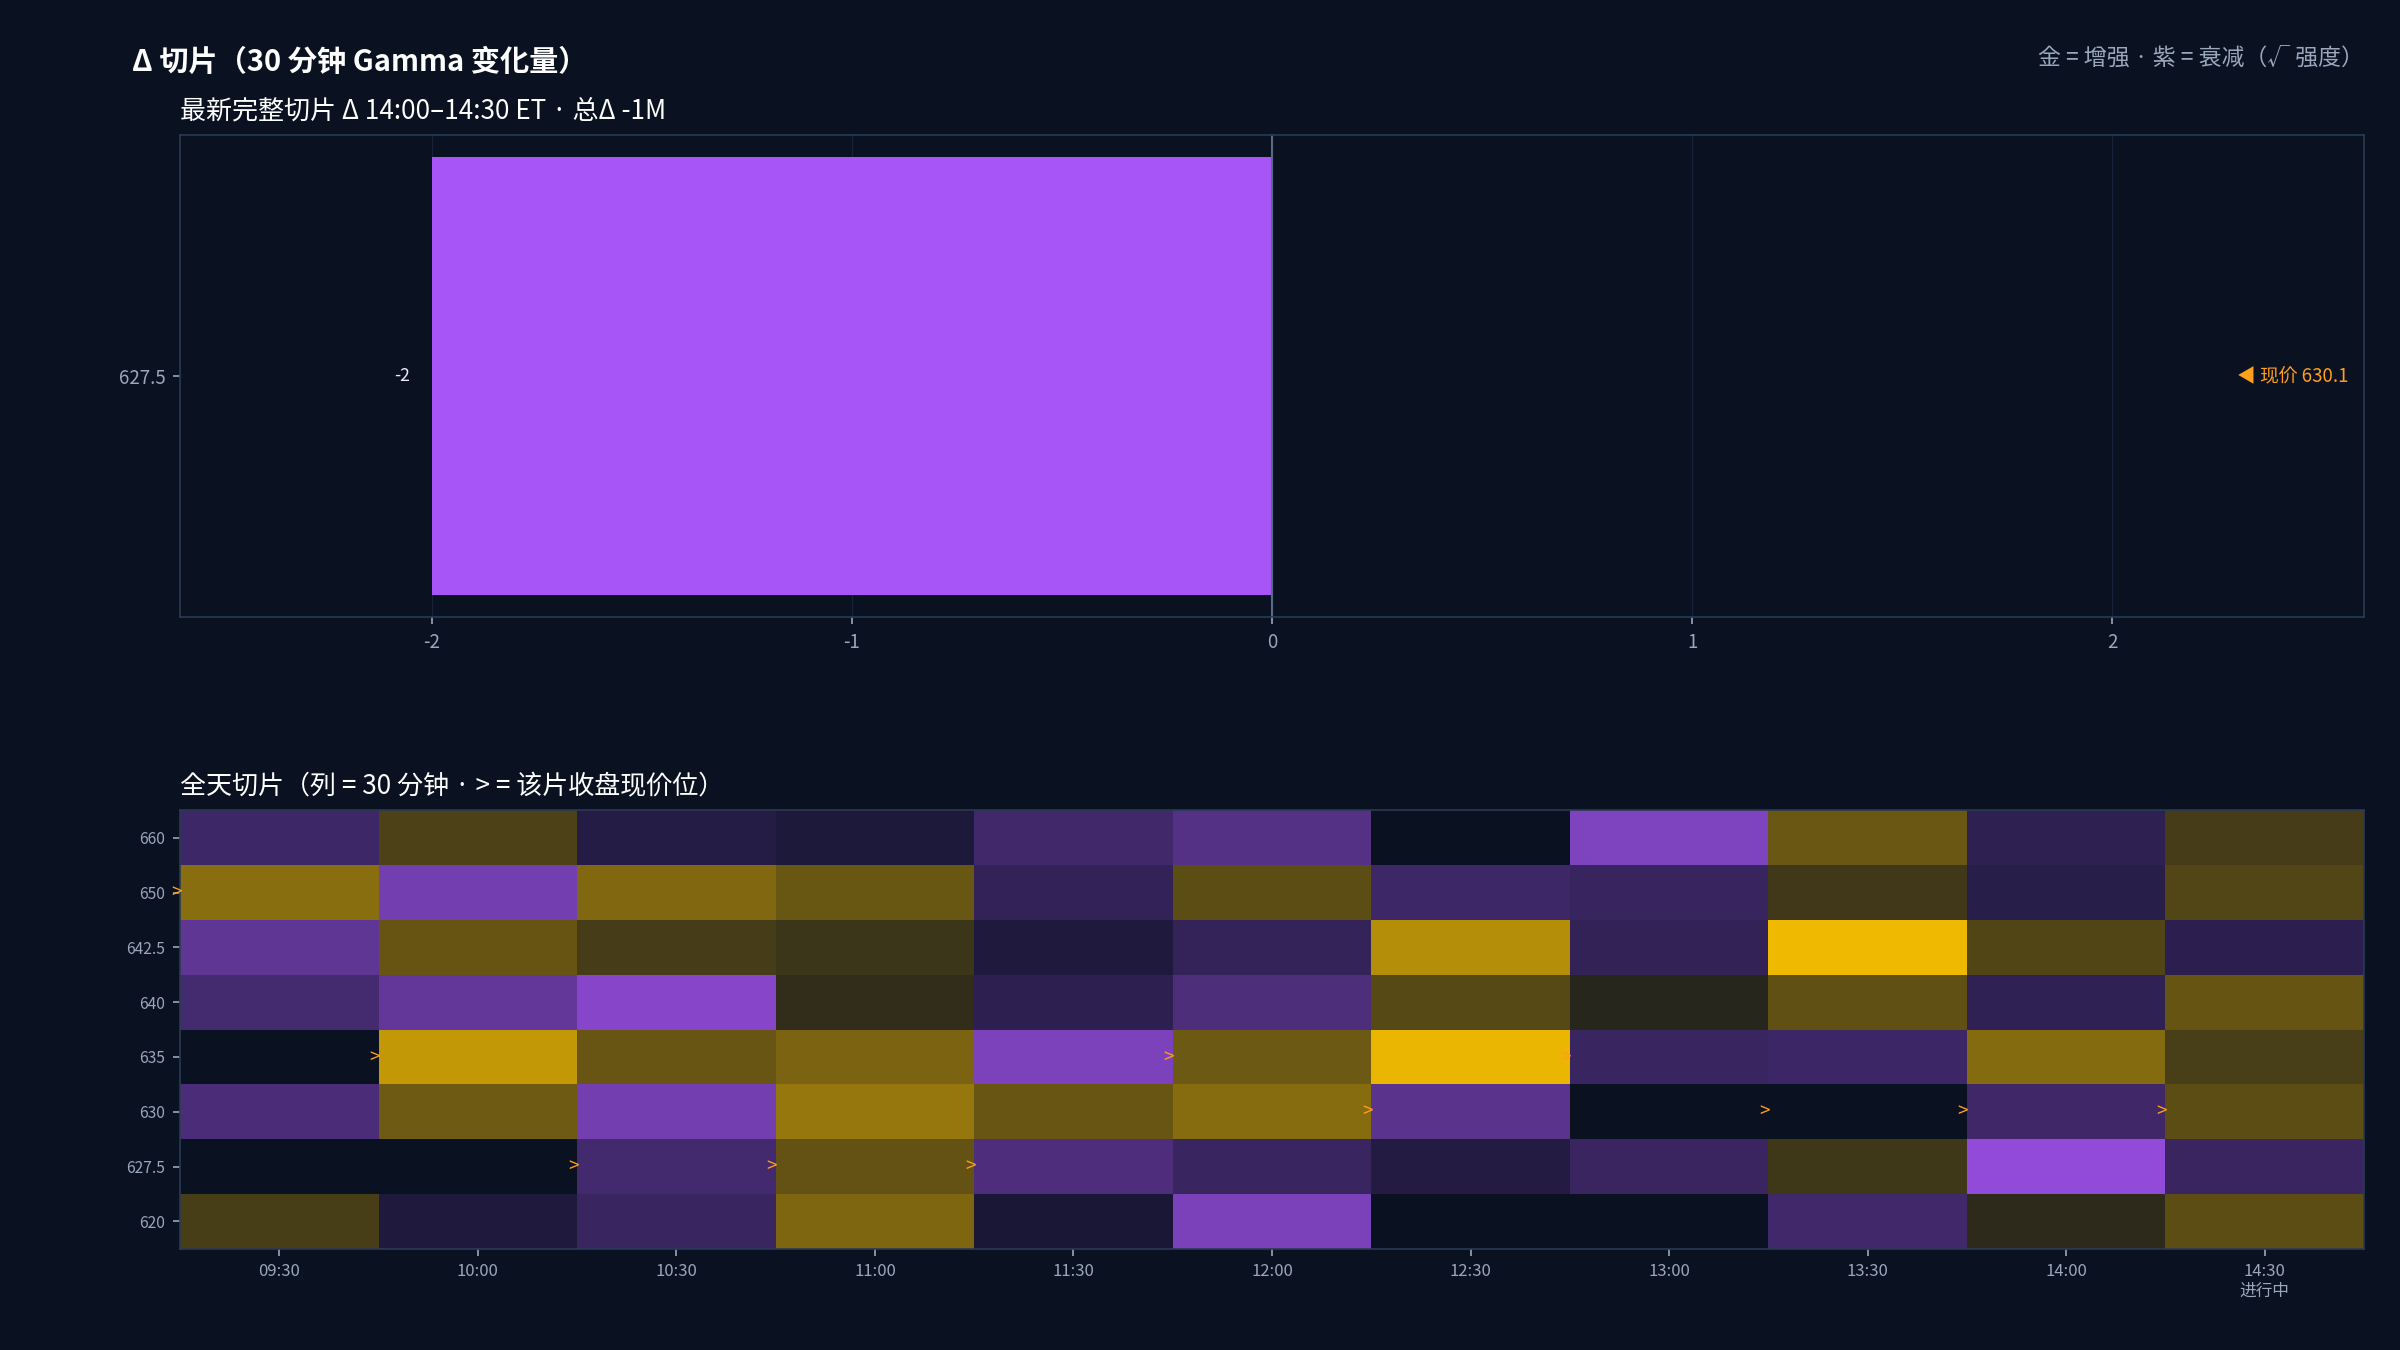 Δ 切片（30 分钟 Gamma 变化量）
金 = 增强 · 紫 = 衰减（√ 强度）
最新完整切片 Δ 14:00–14:30 ET · 总Δ -1M
627.5
-2
◀ 现价 630.1
-2 -1 0 1 2
全天切片（列 = 30 分钟 · > = 该片收盘现价位）
660
650 >
642.5
640
635 > > >
630 > > > >
627.5 > > >
620
09:30 10:00 10:30 11:00 11:30 12:00 12:30 13:00 13:30 14:00 14:30
进行中